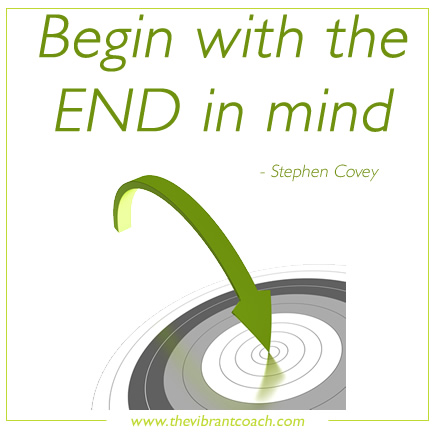 Begin with the
END in mind
- Stephen Covey
www.thevibrantcoach.com